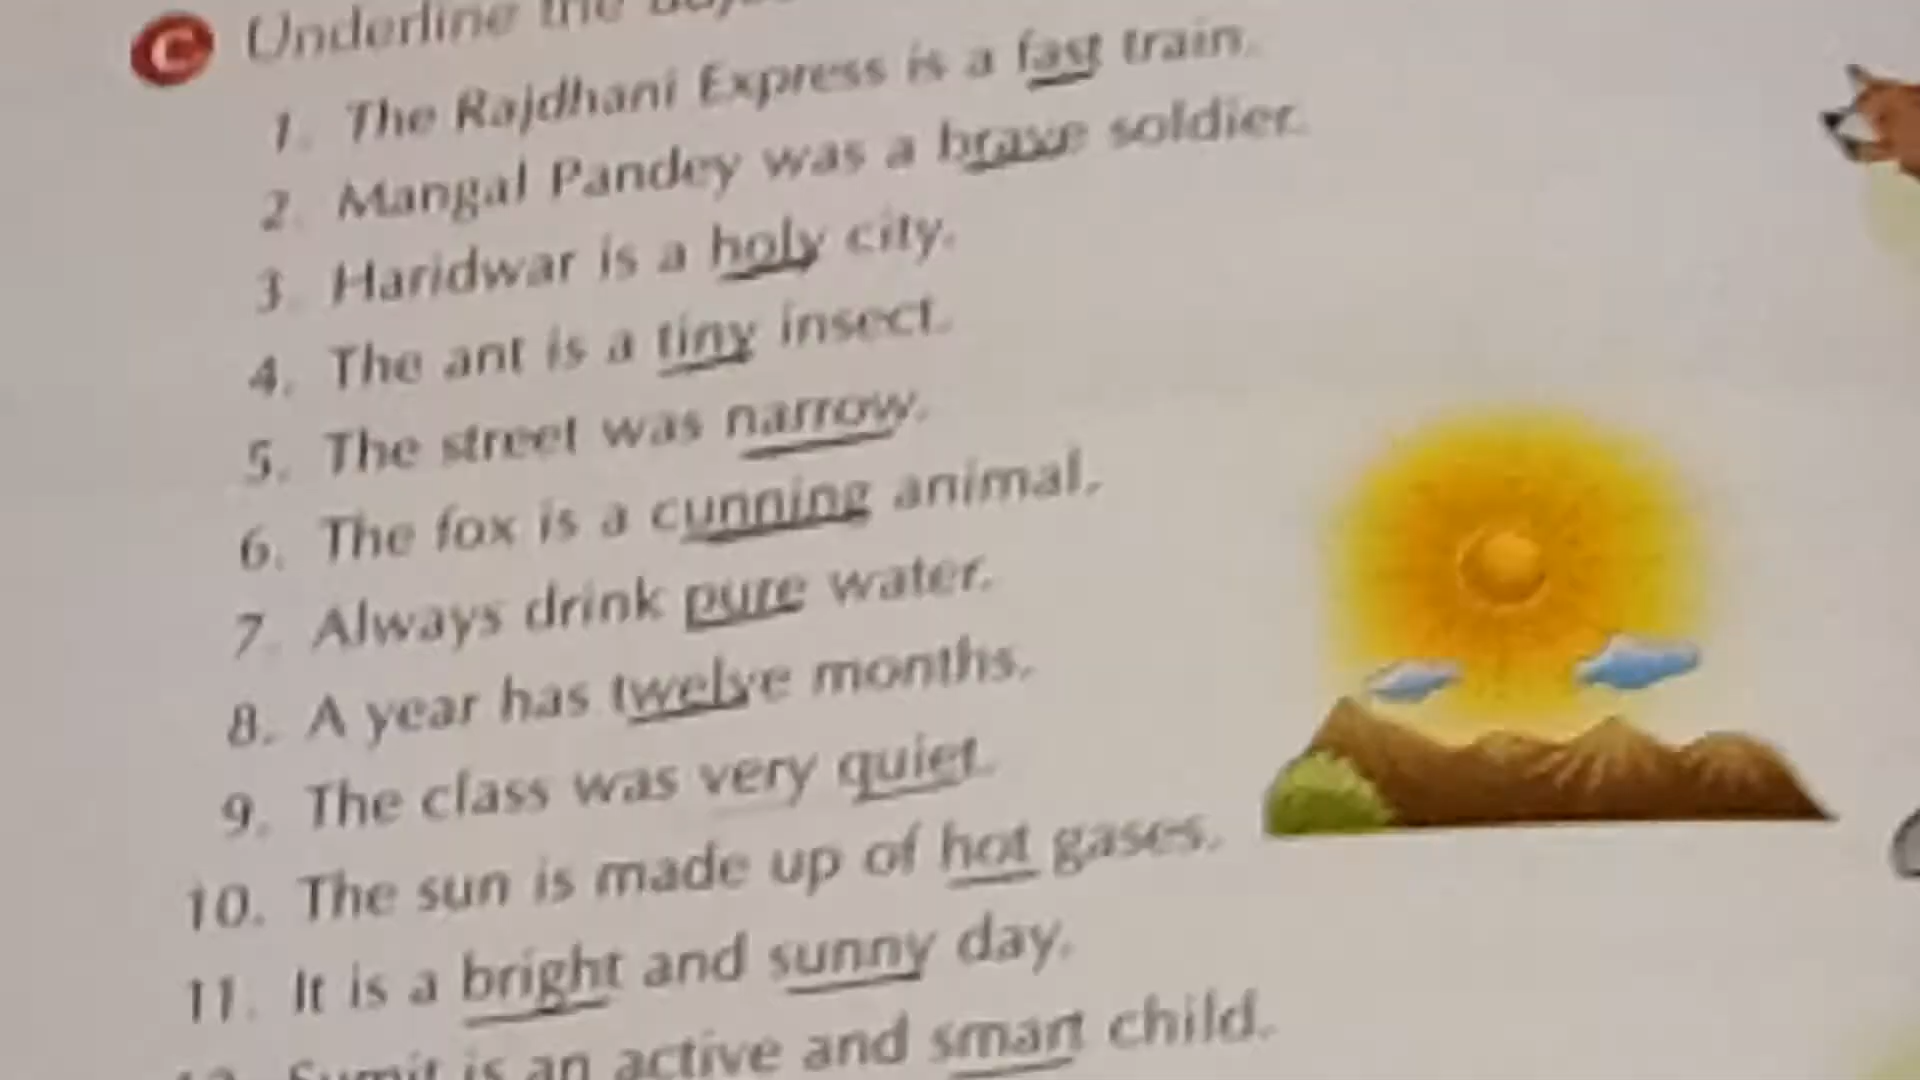 C Underline the
1. The Rajdhani Express is a fast train.
2. Mangal Pandey was a brave soldier.
3. Haridwar is a holy city.
4. The ant is a tiny insect.
5. The street was narrow.
6. The fox is a cunning animal.
7. Always drink pure water.
8. A year has twelve months.
9. The class was very quiet.
10. The sun is made up of hot gases.
11. It is a bright and sunny day.
12. Sumit is an active and smart child.